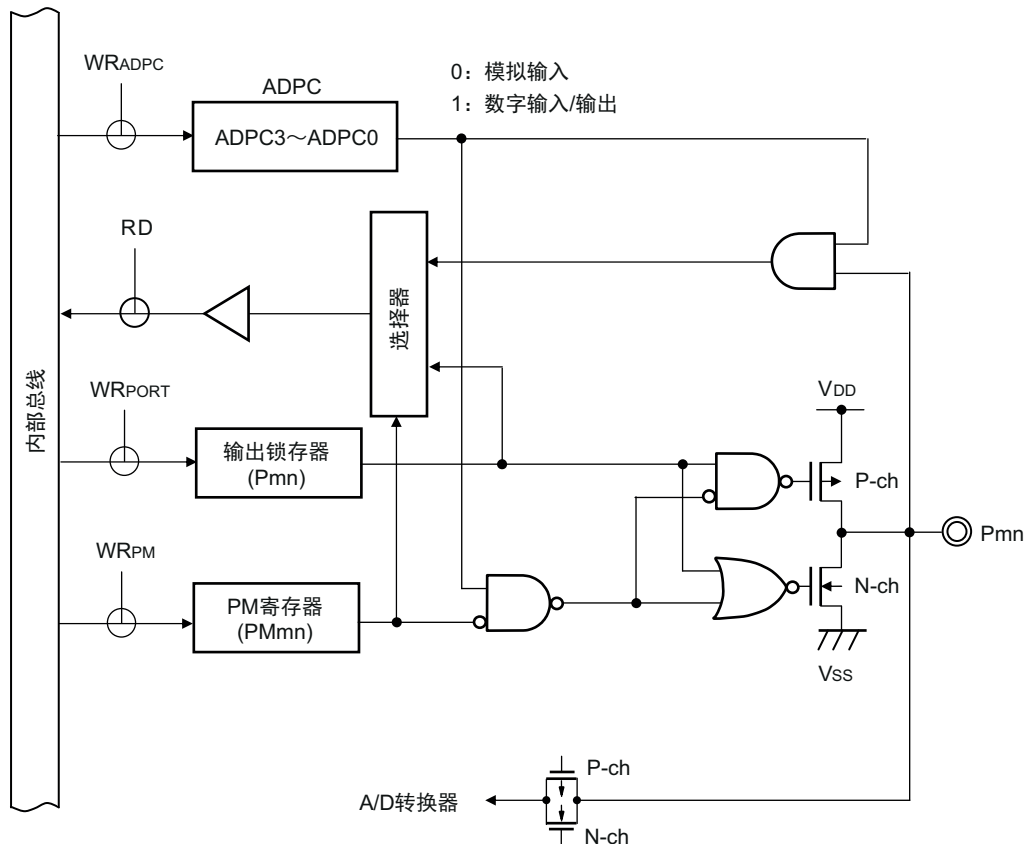 WRADPC
ADPC
ADPC3～ADPC0
0：模拟输入
1：数字输入/输出
RD
选择器
内部总线
WRPORT
输出锁存器
(Pmn)
VDD
P-ch
Pmn
N-ch
VSS
WRPM
PM寄存器
(PMmn)
P-ch
A/D转换器
N-ch